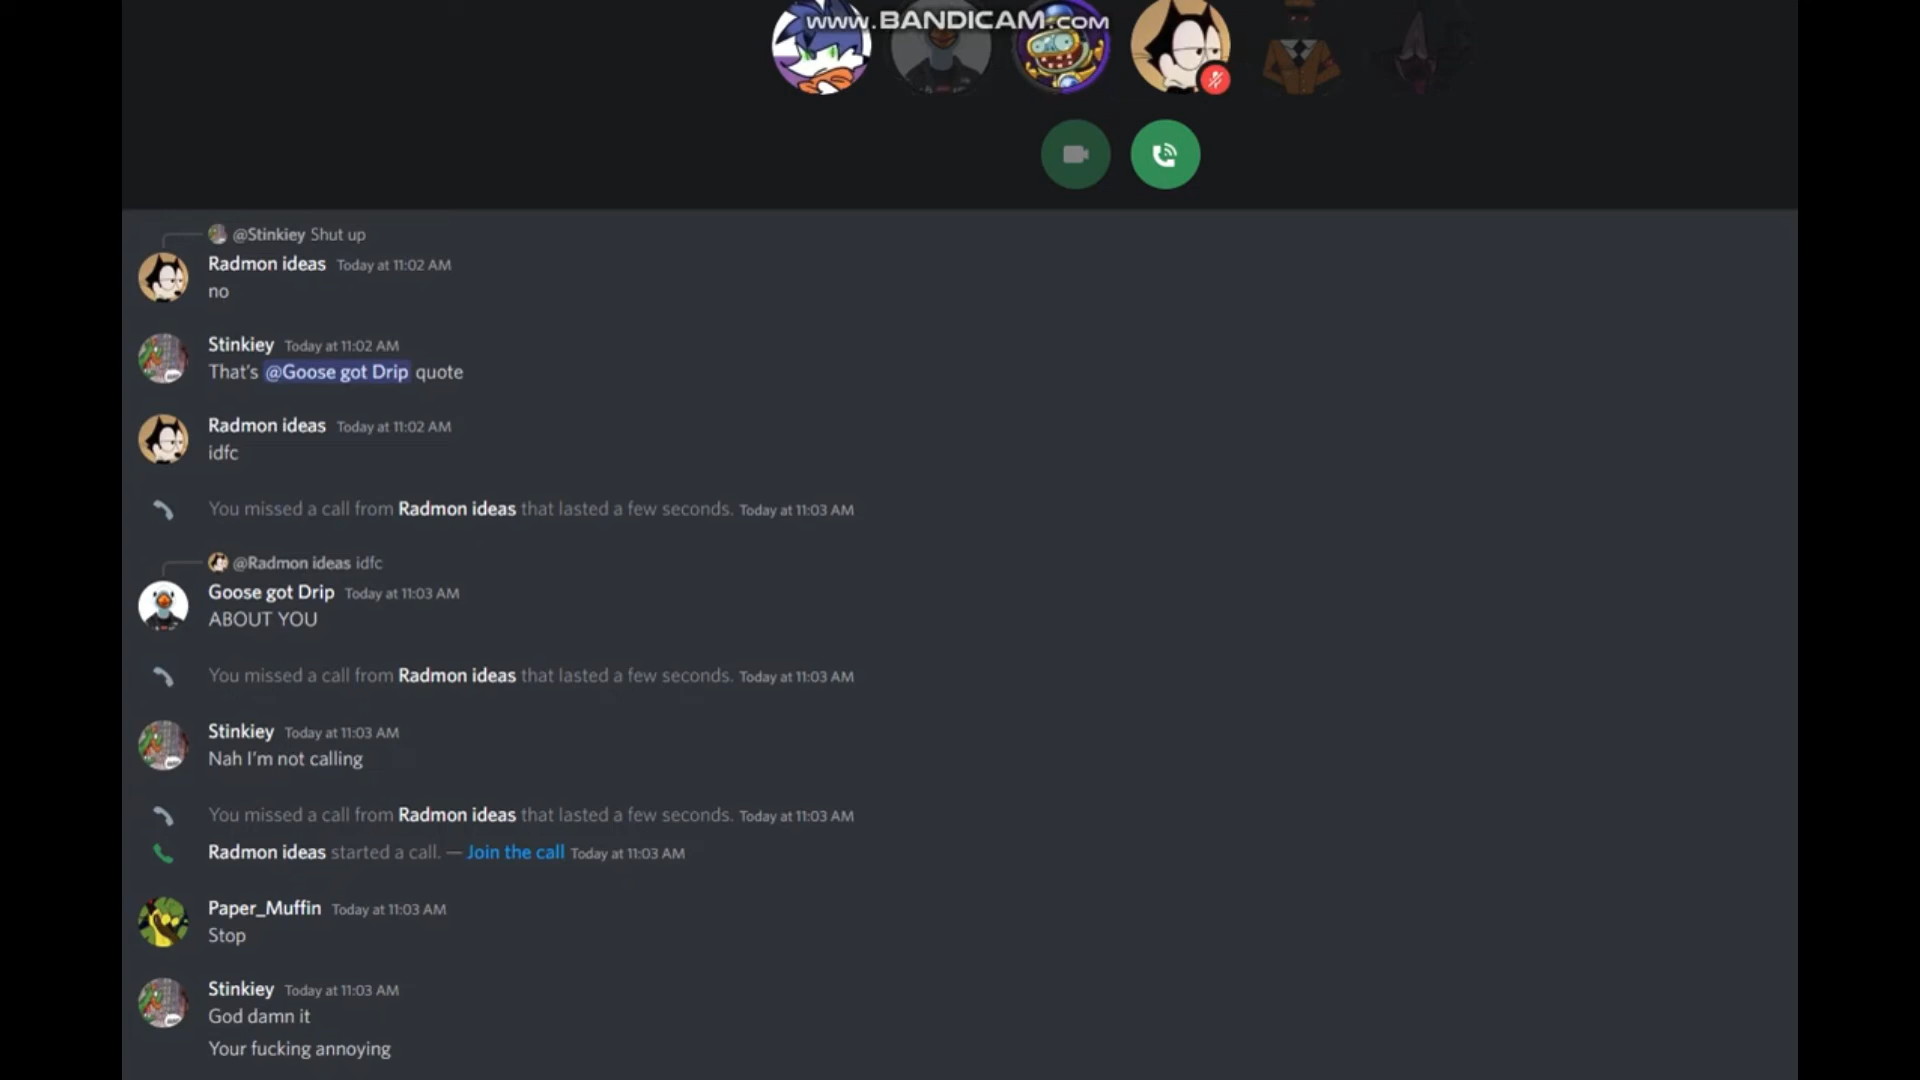 www.BANDICAM.com
@Stinkiey Shut up
Radmon ideas Today at 11:02 AM
no
Stinkiey Today at 11:02 AM
That's @Goose got Drip quote
Radmon ideas Today at 11:02 AM
idfc
You missed a call from Radmon ideas that lasted a few seconds. Today at 11:03 AM
@Radmon ideas idfc
Goose got Drip Today at 11:03 AM
ABOUT YOU
You missed a call from Radmon ideas that lasted a few seconds. Today at 11:03 AM
Stinkiey Today at 11:03 AM
Nah I'm not calling
You missed a call from Radmon ideas that lasted a few seconds. Today at 11:03 AM
Radmon ideas started a call. — Join the call Today at 11:03 AM
Paper_Muffin Today at 11:03 AM
Stop
Stinkiey Today at 11:03 AM
God damn it
Your fucking annoying